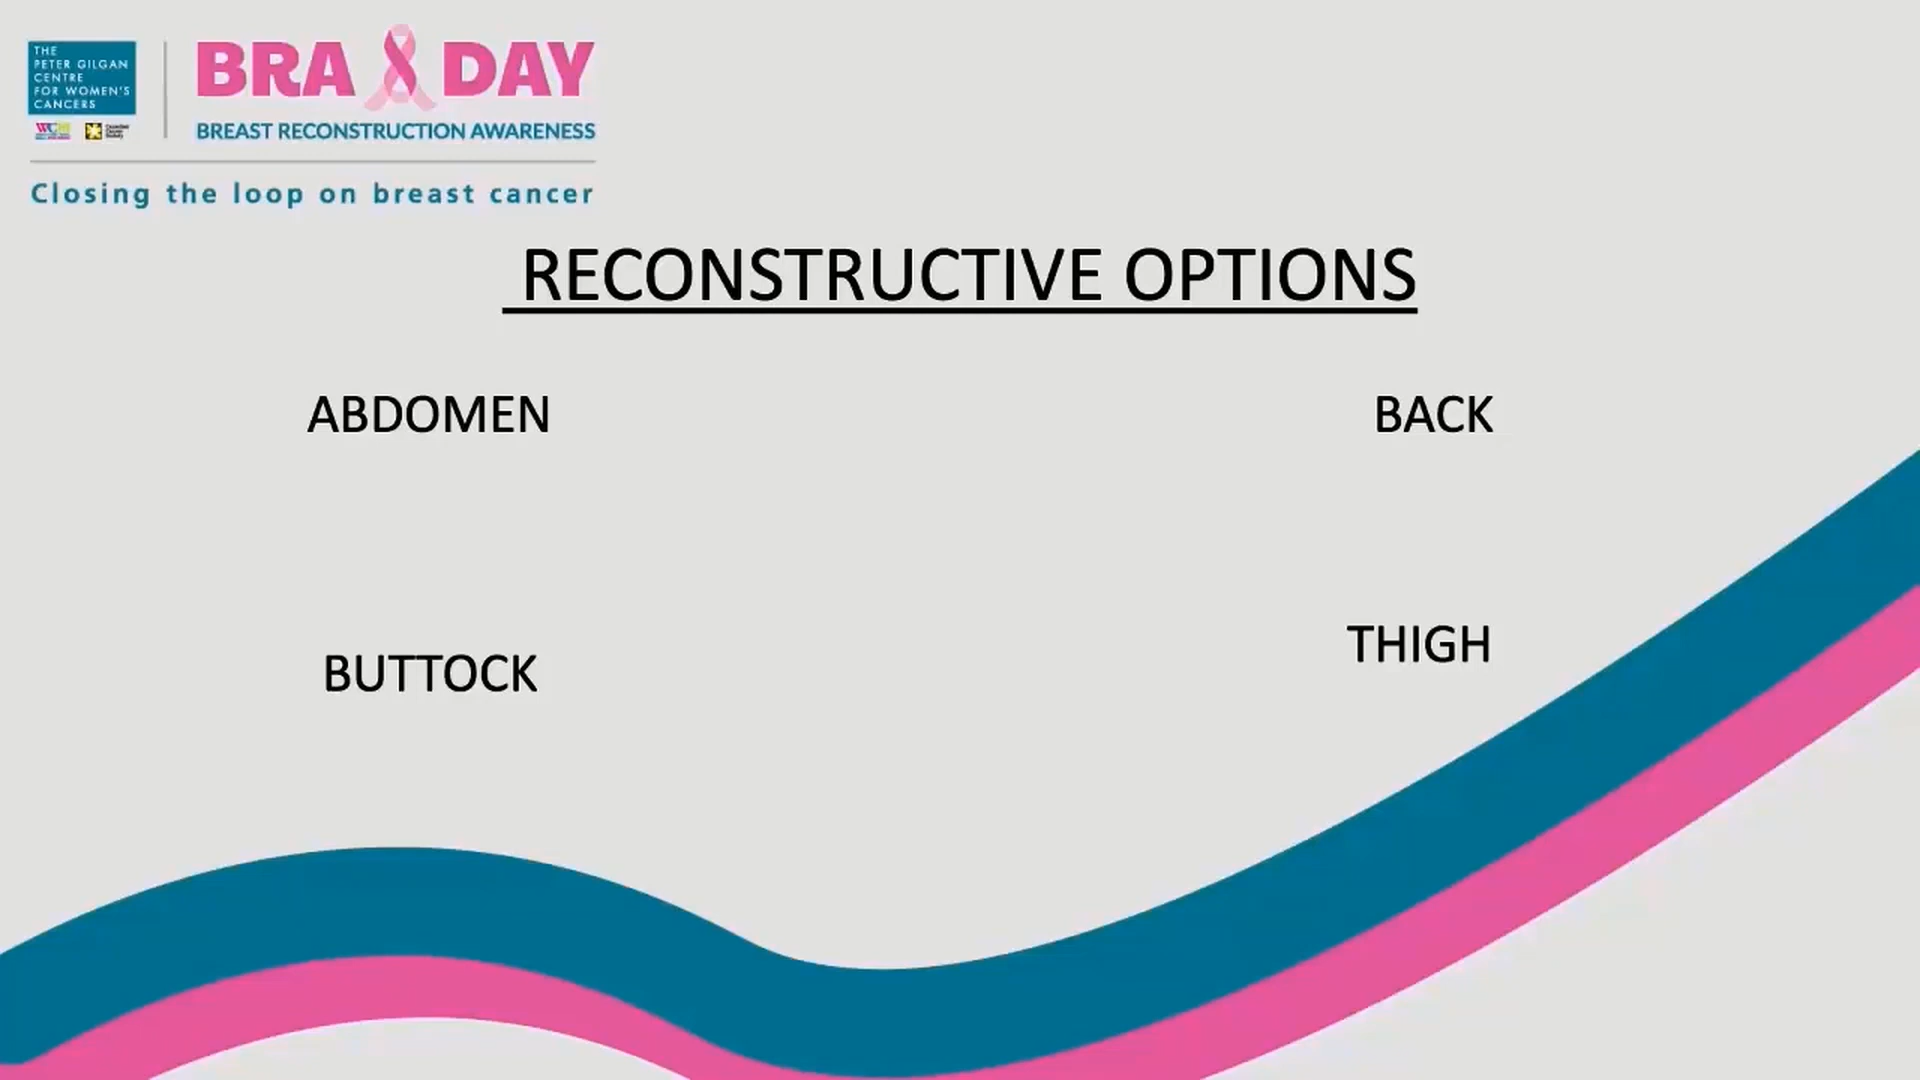 THE
PETER GILGAN
CENTRE
FOR WOMEN'S
CANCERS
BRA DAY
BREAST RECONSTRUCTION AWARENESS
Closing the loop on breast cancer
RECONSTRUCTIVE OPTIONS
ABDOMEN
BACK
BUTTOCK
THIGH